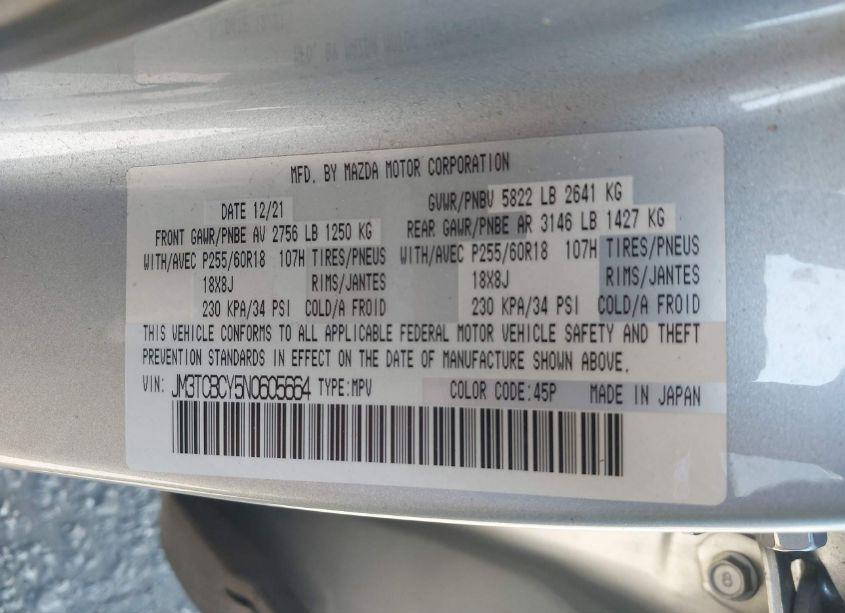 MFD. BY MAZDA MOTOR CORPORATION
DATE 12/21 GVWR/PNBV 5822 LB 2641 KG
FRONT GAWR/PNBE AV 2756 LB 1250 KG REAR GAWR/PNBE AR 3146 LB 1427 KG
WITH/AVEC P255/60R18 107H TIRES/PNEUS WITH/AVEC P255/60R18 107H TIRES/PNEUS
18X8J RIMS/JANTES 18X8J RIMS/JANTES
230 KPA/34 PSI COLD/A FROID 230 KPA/34 PSI COLD/A FROID
THIS VEHICLE CONFORMS TO ALL APPLICABLE FEDERAL MOTOR VEHICLE SAFETY AND THEFT
PREVENTION STANDARDS IN EFFECT ON THE DATE OF MANUFACTURE SHOWN ABOVE.
VIN: JM3TCBCY5N0605664 TYPE:MPV COLOR CODE:45P MADE IN JAPAN
8